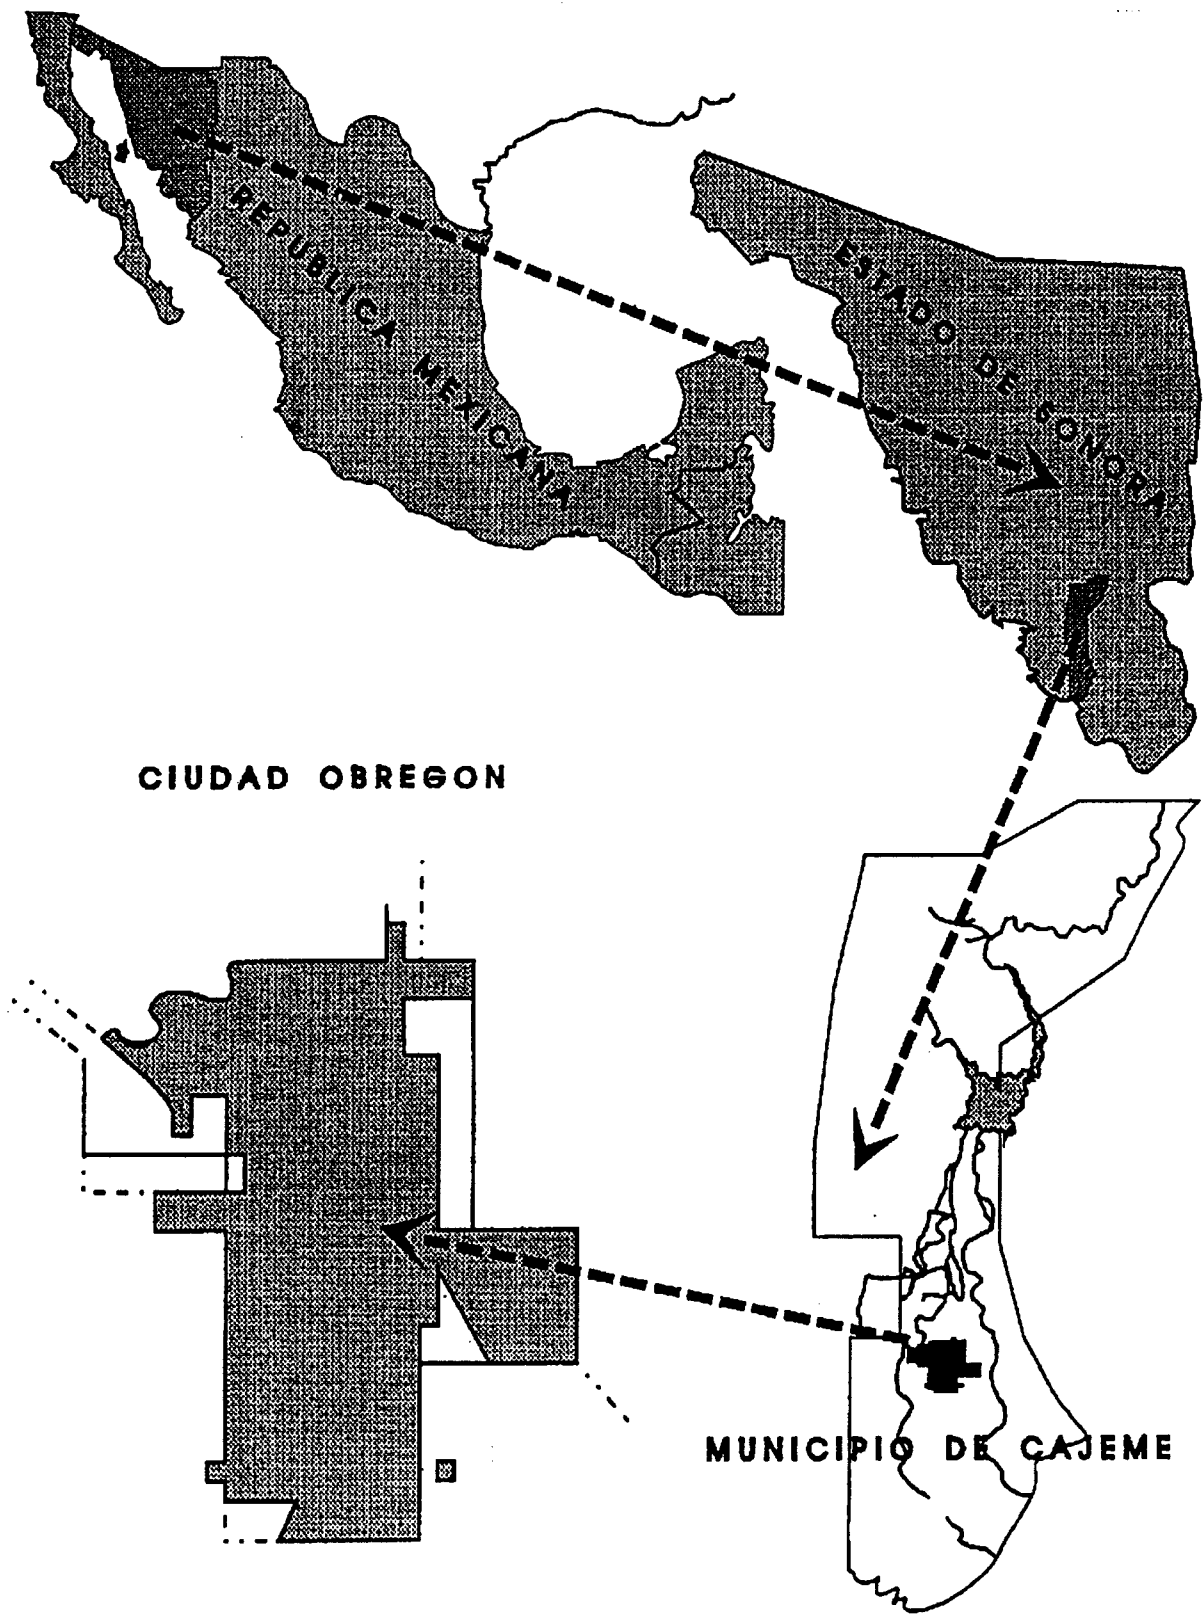 REPUBLICA MEXICANA
ESTADO DE SONORA
CIUDAD OBREGON
MUNICIPIO DE CAJEME